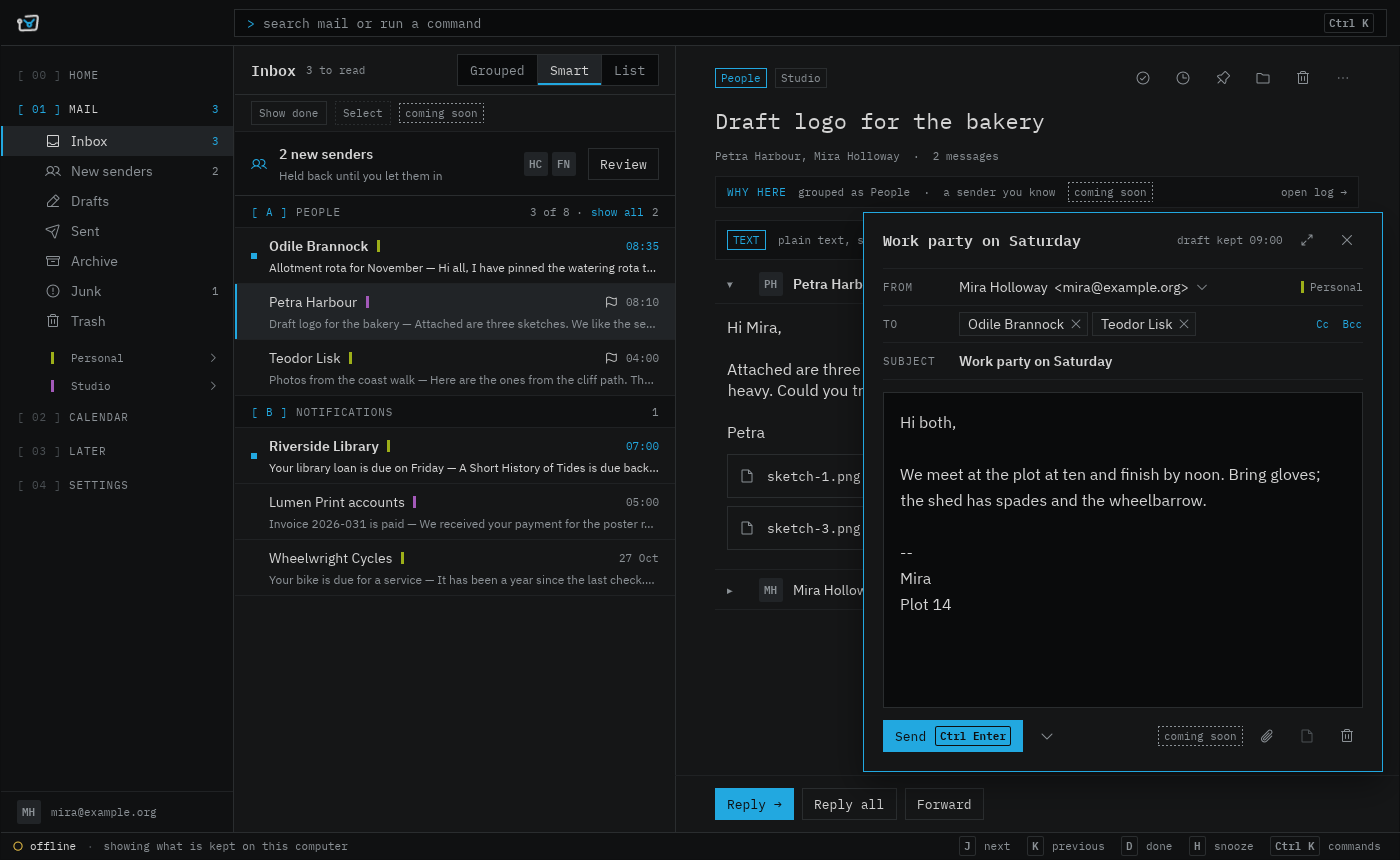 > search mail or run a command Ctrl K
[ 00 ] HOME
[ 01 ] MAIL 3
Inbox 3
New senders 2
Drafts
Sent
Archive
Junk 1
Trash
Personal
Studio
[ 02 ] CALENDAR
[ 03 ] LATER
[ 04 ] SETTINGS
MH mira@example.org
Inbox 3 to read Grouped Smart List
Show done Select coming soon
2 new senders
Held back until you let them in
HC FN Review
[ A ] PEOPLE 3 of 8 · show all 2
Odile Brannock 08:35
Allotment rota for November — Hi all, I have pinned the watering rota t…
Petra Harbour 08:10
Draft logo for the bakery — Attached are three sketches. We like the se…
Teodor Lisk 04:00
Photos from the coast walk — Here are the ones from the cliff path. Th…
[ B ] NOTIFICATIONS 1
Riverside Library 07:00
Your library loan is due on Friday — A Short History of Tides is due back…
Lumen Print accounts 05:00
Invoice 2026-031 is paid — We received your payment for the poster r…
Wheelwright Cycles 27 Oct
Your bike is due for a service — It has been a year since the last check.…
People Studio
Draft logo for the bakery
Petra Harbour, Mira Holloway · 2 messages
WHY HERE grouped as People · a sender you know coming soon open log →
TEXT plain text, s
PH Petra Harb
Hi Mira,
Attached are three
heavy. Could you tr
Petra
sketch-1.png
sketch-3.png
MH Mira Hollow
Reply → Reply all Forward
Work party on Saturday draft kept 09:00
FROM Mira Holloway <mira@example.org> Personal
TO Odile Brannock Teodor Lisk Cc Bcc
SUBJECT Work party on Saturday
Hi both,
We meet at the plot at ten and finish by noon. Bring gloves;
the shed has spades and the wheelbarrow.
--
Mira
Plot 14
Send Ctrl Enter coming soon
offline · showing what is kept on this computer
J next K previous D done H snooze Ctrl K commands